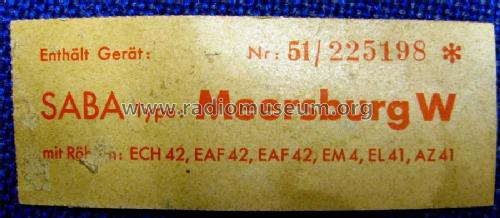 Enthält Gerät: Nr: 51/225198 *
SABA Type: Meersburg W
www.radiomuseum.org
mit Röhren: ECH 42, EAF 42, EAF 42, EM 4, EL 41, AZ 41